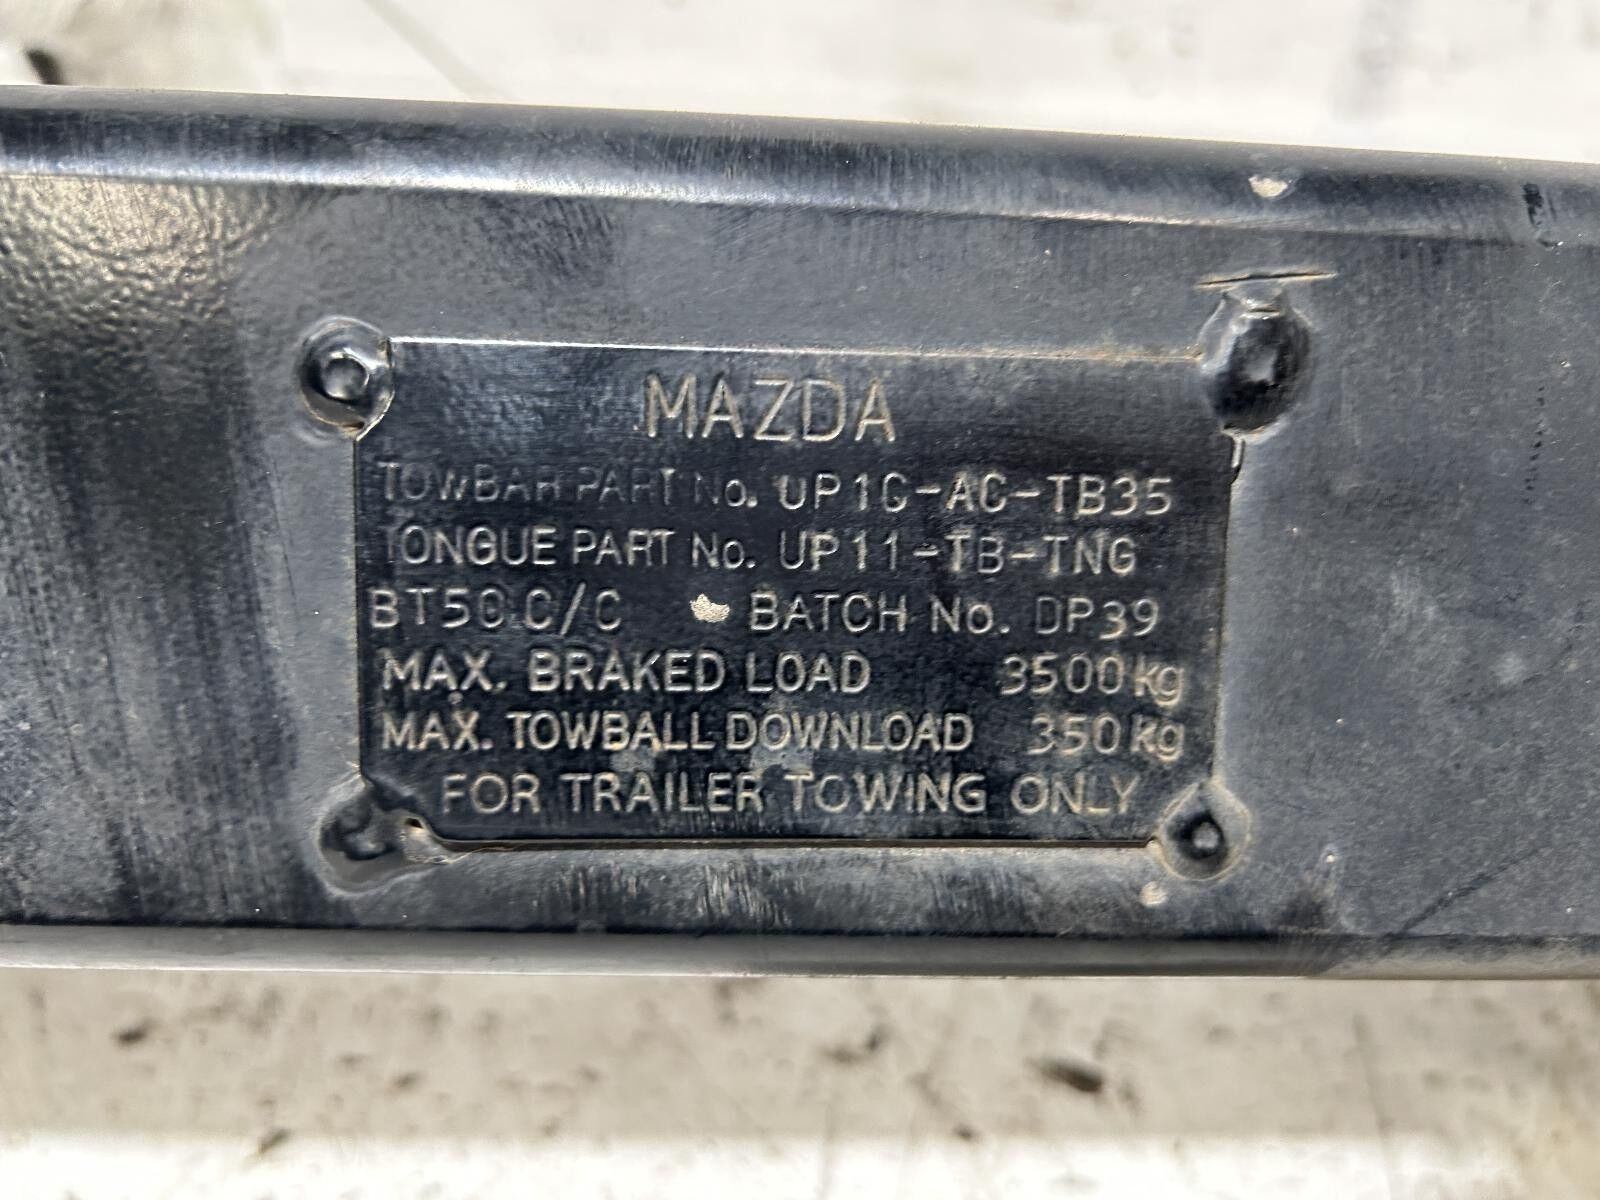 MAZDA
TOWBAR PART No. UP1G-AC-TB35
TONGUE PART No. UP11-TB-TNG
BT50 C/C BATCH No. DP39
MAX. BRAKED LOAD 3500kg
MAX. TOWBALL DOWNLOAD 350kg
FOR TRAILER TOWING ONLY